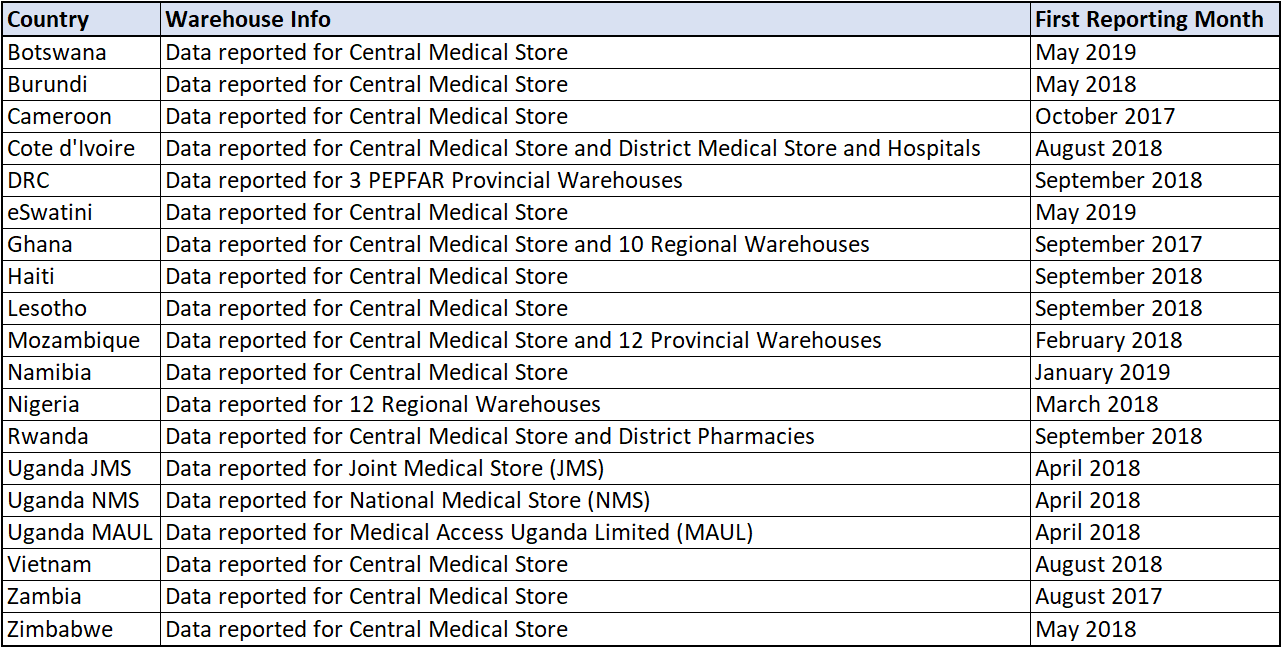 Country Warehouse Info First Reporting Month
Botswana Data reported for Central Medical Store May 2019
Burundi Data reported for Central Medical Store May 2018
Cameroon Data reported for Central Medical Store October 2017
Cote d'Ivoire Data reported for Central Medical Store and District Medical Store and Hospitals August 2018
DRC Data reported for 3 PEPFAR Provincial Warehouses September 2018
eSwatini Data reported for Central Medical Store May 2019
Ghana Data reported for Central Medical Store and 10 Regional Warehouses September 2017
Haiti Data reported for Central Medical Store September 2018
Lesotho Data reported for Central Medical Store September 2018
Mozambique Data reported for Central Medical Store and 12 Provincial Warehouses February 2018
Namibia Data reported for Central Medical Store January 2019
Nigeria Data reported for 12 Regional Warehouses March 2018
Rwanda Data reported for Central Medical Store and District Pharmacies September 2018
Uganda JMS Data reported for Joint Medical Store (JMS) April 2018
Uganda NMS Data reported for National Medical Store (NMS) April 2018
Uganda MAUL Data reported for Medical Access Uganda Limited (MAUL) April 2018
Vietnam Data reported for Central Medical Store August 2018
Zambia Data reported for Central Medical Store August 2017
Zimbabwe Data reported for Central Medical Store May 2018